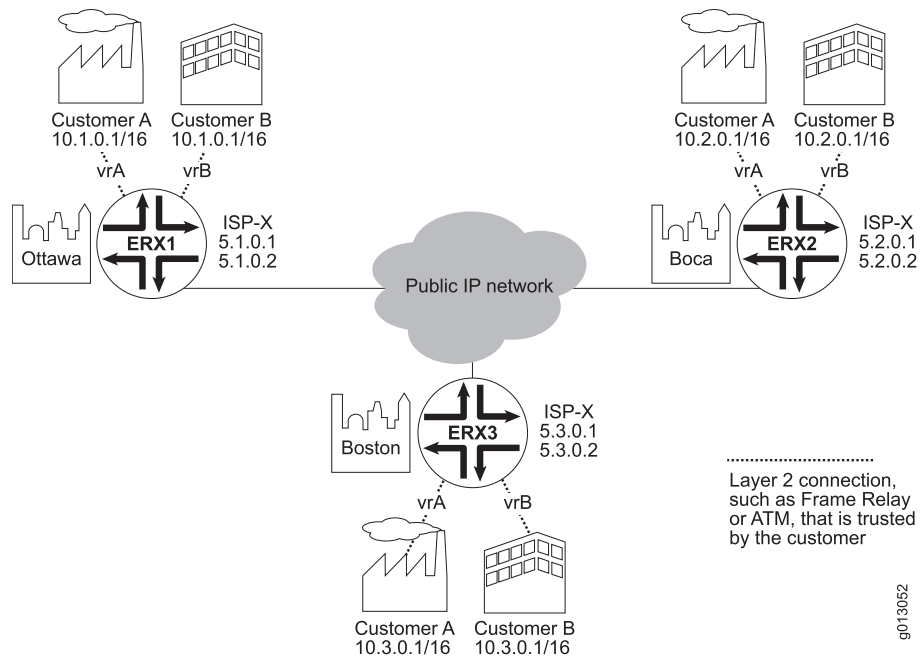 Customer A
10.1.0.1/16
Customer B
10.1.0.1/16
vrA
vrB
Customer A
10.2.0.1/16
Customer B
10.2.0.1/16
vrA
vrB
Ottawa
ERX1
ISP-X
5.1.0.1
5.1.0.2
Boca
ERX2
ISP-X
5.2.0.1
5.2.0.2
Public IP network
Boston
ERX3
ISP-X
5.3.0.1
5.3.0.2
vrA
vrB
Customer A
10.3.0.1/16
Customer B
10.3.0.1/16
Layer 2 connection,
such as Frame Relay
or ATM, that is trusted
by the customer
g013052